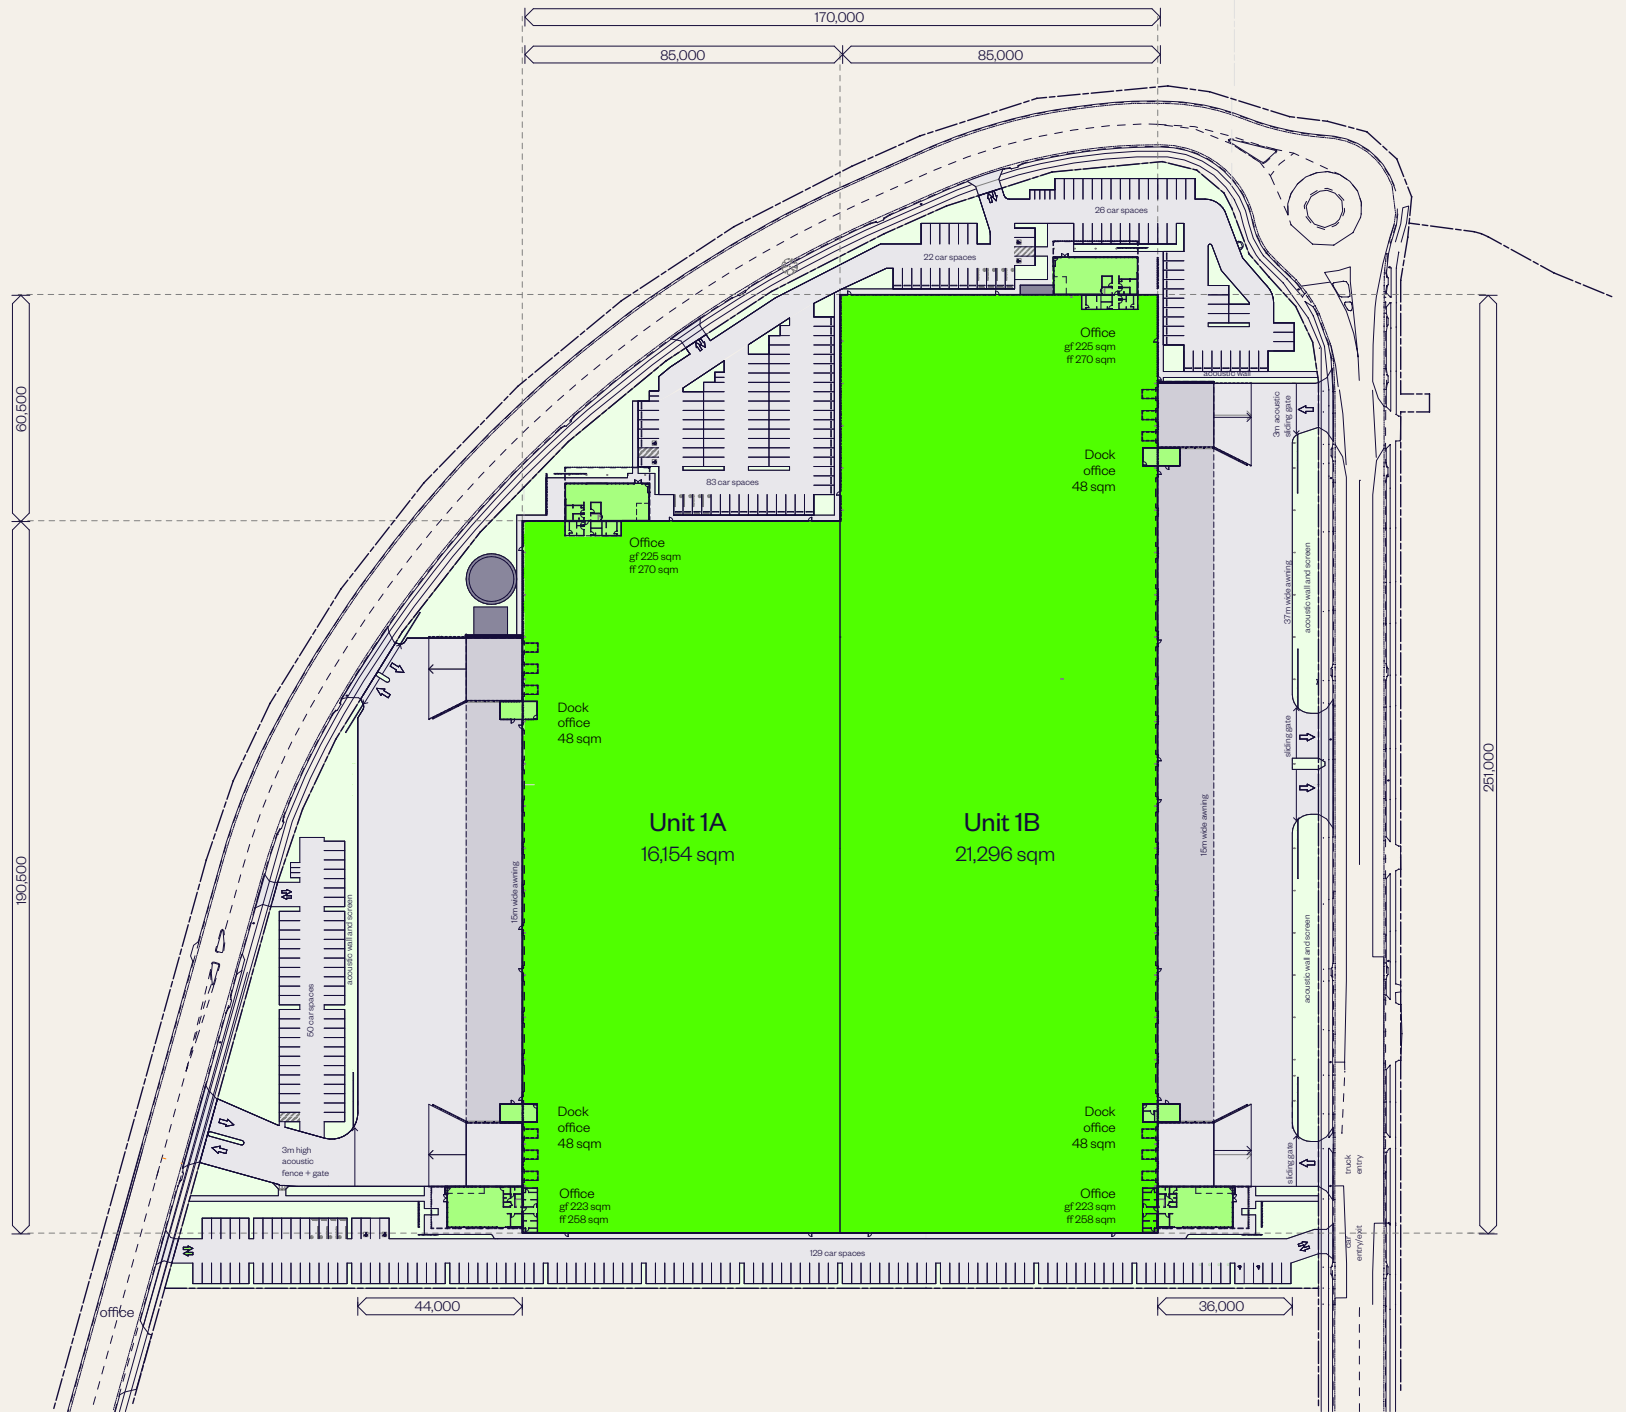 170,000
85,000
85,000
26 car spaces
22 car spaces
Office
gf 225 sqm
ff 270 sqm
acoustic wall
3m acoustic
sliding gate
60,500
83 car spaces
Dock
office
48 sqm
Office
gf 225 sqm
ff 270 sqm
37m wide awning
acoustic wall and screen
Dock
office
48 sqm
sliding gate
251,000
Unit 1A
16,154 sqm
Unit 1B
21,296 sqm
15m wide awning
15m wide awning
190,500
acoustic wall and screen
acoustic wall and screen
50 car spaces
Dock
office
48 sqm
Dock
office
48 sqm
3m high
acoustic
fence + gate
sliding gate
truck
entry
Office
gf 223 sqm
ff 258 sqm
Office
gf 223 sqm
ff 258 sqm
car
entry/exit
129 car spaces
office
44,000
36,000